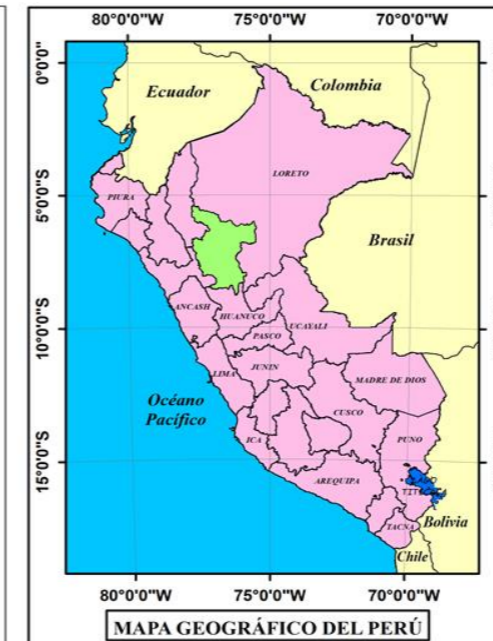 80°0'0"W 75°0'0"W 70°0'0"W
0°0'0"
5°0'0"S
10°0'0"S
15°0'0"S
Ecuador
Colombia
LORETO
PIURA
Brasil
ANCASH
HUANUCO
UCAYALI
PASCO
LIMA
JUNIN
MADRE DE DIOS
Océano
Pacífico
CUSCO
ICA
PUNO
AREQUIPA
LAGO
TITICACA
TACNA
Bolivia
Chile
80°0'0"W 75°0'0"W 70°0'0"W
MAPA GEOGRÁFICO DEL PERÚ